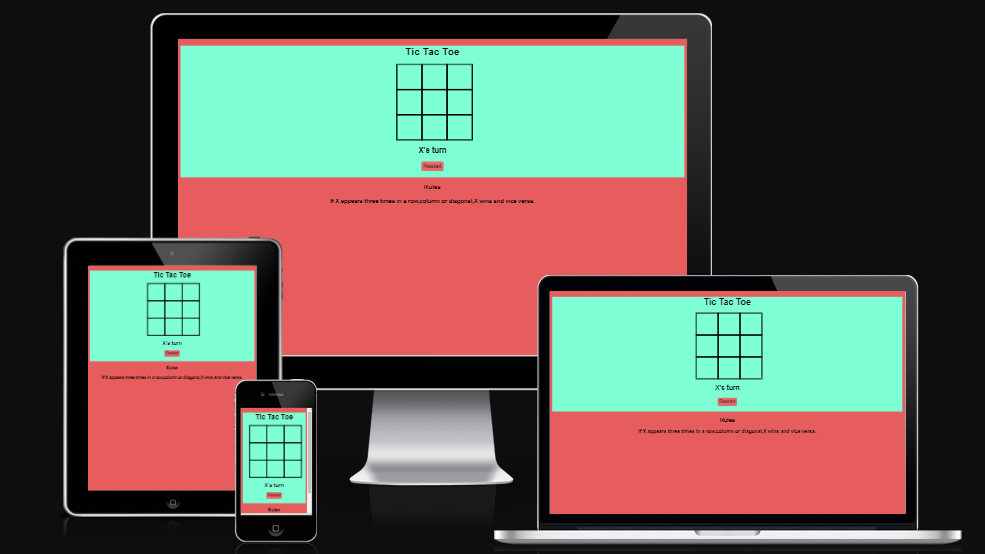 Tic Tac Toe
X's turn
Restart
Rules
If X appears three times in a row,column or diagonal,X wins and vice versa.
Tic Tac Toe
X's turn
Restart
Rules
If X appears three times in a row,column or diagonal,X wins and vice versa.
Tic Tac Toe
X's turn
Restart
Rules
Tic Tac Toe
X's turn
Restart
Rules
If X appears three times in a row,column or diagonal,X wins and vice versa.